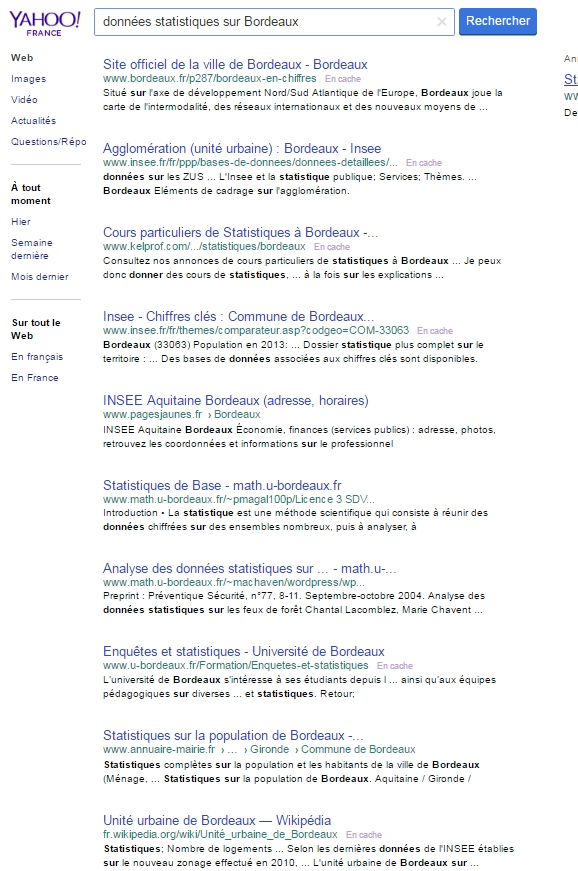 YAHOO!
FRANCE
données statistiques sur Bordeaux
Rechercher
Web
Images
Vidéo
Actualités
Questions/Répo
À tout
moment
Hier
Semaine
dernière
Mois dernier
Sur tout le
Web
En français
En France
Site officiel de la ville de Bordeaux - Bordeaux
www.bordeaux.fr/p287/bordeaux-en-chiffres En cache
Situé sur l'axe de développement Nord/Sud Atlantique de l'Europe, Bordeaux joue la
carte de l'intermodalité, des réseaux internationaux et des nouveaux moyens de ...
Agglomération (unité urbaine) : Bordeaux - Insee
www.insee.fr/fr/ppp/bases-de-donnees/donnees-detaillees/... En cache
données sur les ZUS ... L'Insee et la statistique publique; Services; Thèmes. ...
Bordeaux Eléments de cadrage sur l'agglomération.
Cours particuliers de Statistiques à Bordeaux -...
www.kelprof.com/.../statistiques/bordeaux En cache
Consultez nos annonces de cours particuliers de statistiques à Bordeaux ... Je peux
donc donner des cours de statistiques, ... à la fois sur les explications ...
Insee - Chiffres clés : Commune de Bordeaux...
www.insee.fr/fr/themes/comparateur.asp?codgeo=COM-33063 En cache
Bordeaux (33063) Population en 2013: ... Dossier statistique plus complet sur le
territoire : ... Des bases de données associées aux chiffres clés sont disponibles.
INSEE Aquitaine Bordeaux (adresse, horaires)
www.pagesjaunes.fr › Bordeaux
INSEE Aquitaine Bordeaux Économie, finances (services publics) : adresse, photos,
retrouvez les coordonnées et informations sur le professionnel
Statistiques de Base - math.u-bordeaux.fr
www.math.u-bordeaux.fr/~pmagal100p/Licence 3 SDV...
Introduction • La statistique est une méthode scientifique qui consiste à réunir des
données chiffrées sur des ensembles nombreux, puis à analyser, à
Analyse des données statistiques sur ... - math.u-...
www.math.u-bordeaux.fr/~machaven/wordpress/wp...
Preprint : Préventique Sécurité, n°77, 8-11. Septembre-octobre 2004. Analyse des
données statistiques sur les feux de forêt Chantal Lacomblez, Marie Chavent ...
Enquêtes et statistiques - Université de Bordeaux
www.u-bordeaux.fr/Formation/Enquetes-et-statistiques En cache
L'université de Bordeaux s'intéresse à ses étudiants depuis l ... ainsi qu'aux équipes
pédagogiques sur diverses ... et statistiques. Retour;
Statistiques sur la population de Bordeaux -...
www.annuaire-mairie.fr › ... › Gironde › Commune de Bordeaux
Statistiques complètes sur la population et les habitants de la ville de Bordeaux
(Ménage, ... Statistiques sur la population de Bordeaux. Aquitaine / Gironde /
Unité urbaine de Bordeaux — Wikipédia
fr.wikipedia.org/wiki/Unité_urbaine_de_Bordeaux En cache
Statistiques; Nombre de logements ... Selon les dernières données de l'INSEE établies
sur le nouveau zonage effectué en 2010, ... L'unité urbaine de Bordeaux sur ...